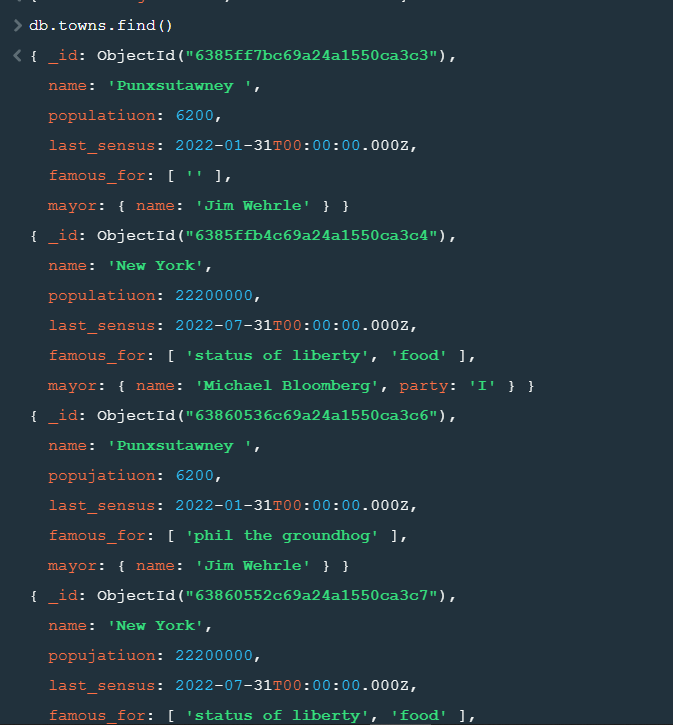 db.towns.find()
{ _id: ObjectId("6385ff7bc69a24a1550ca3c3"),
name: 'Punxsutawney ',
populatiuon: 6200,
last_sensus: 2022-01-31T00:00:00.000Z,
famous_for: [ '' ],
mayor: { name: 'Jim Wehrle' } }
{ _id: ObjectId("6385ffb4c69a24a1550ca3c4"),
name: 'New York',
populatiuon: 22200000,
last_sensus: 2022-07-31T00:00:00.000Z,
famous_for: [ 'status of liberty', 'food' ],
mayor: { name: 'Michael Bloomberg', party: 'I' } }
{ _id: ObjectId("63860536c69a24a1550ca3c6"),
name: 'Punxsutawney ',
popujatiuon: 6200,
last_sensus: 2022-01-31T00:00:00.000Z,
famous_for: [ 'phil the groundhog' ],
mayor: { name: 'Jim Wehrle' } }
{ _id: ObjectId("63860552c69a24a1550ca3c7"),
name: 'New York',
popujatiuon: 22200000,
last_sensus: 2022-07-31T00:00:00.000Z,
famous_for: [ 'status of liberty', 'food' ],